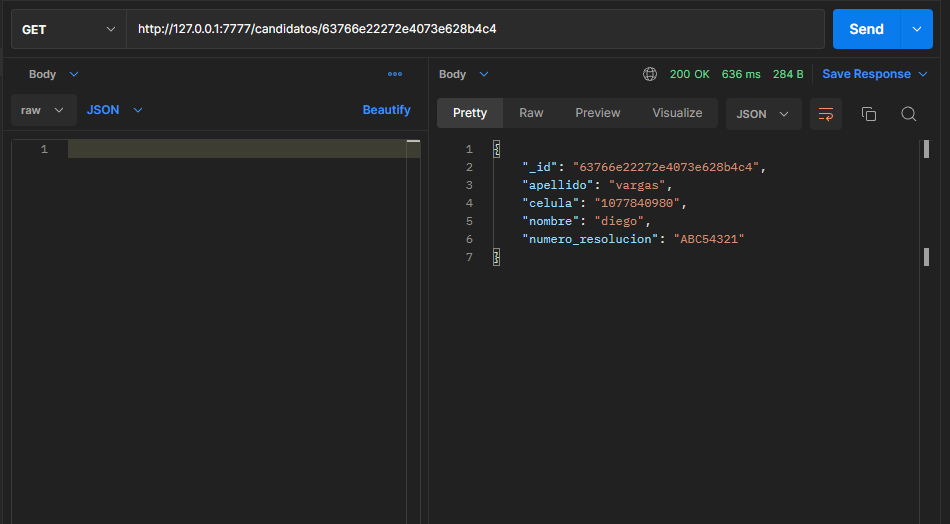 GET http://127.0.0.1:7777/candidatos/63766e22272e4073e628b4c4 Send
Body
raw JSON Beautify
1
Body 200 OK 636 ms 284 B Save Response
Pretty Raw Preview Visualize JSON
1 {
2 "_id": "63766e22272e4073e628b4c4",
3 "apellido": "vargas",
4 "celula": "1077840980",
5 "nombre": "diego",
6 "numero_resolucion": "ABC54321"
7 }